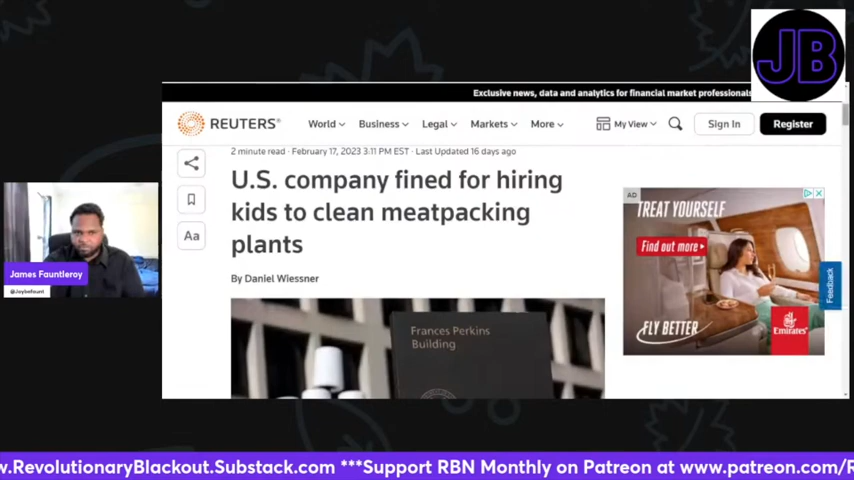 JB
Exclusive news, data and analytics for financial market professionals
REUTERS®
World
Business
Legal
Markets
More
My View
Sign In
Register
2 minute read · February 17, 2023 3:11 PM EST · Last Updated 16 days ago
U.S. company fined for hiring
kids to clean meatpacking
plants
Aa
By Daniel Wiessner
Frances Perkins
Building
AD
TREAT YOURSELF
Find out more
FLY BETTER
Emirates
Feedback
James Fauntleroy
w.RevolutionaryBlackout.Substack.com ***Support RBN Monthly on Patreon at www.patreon.com/R